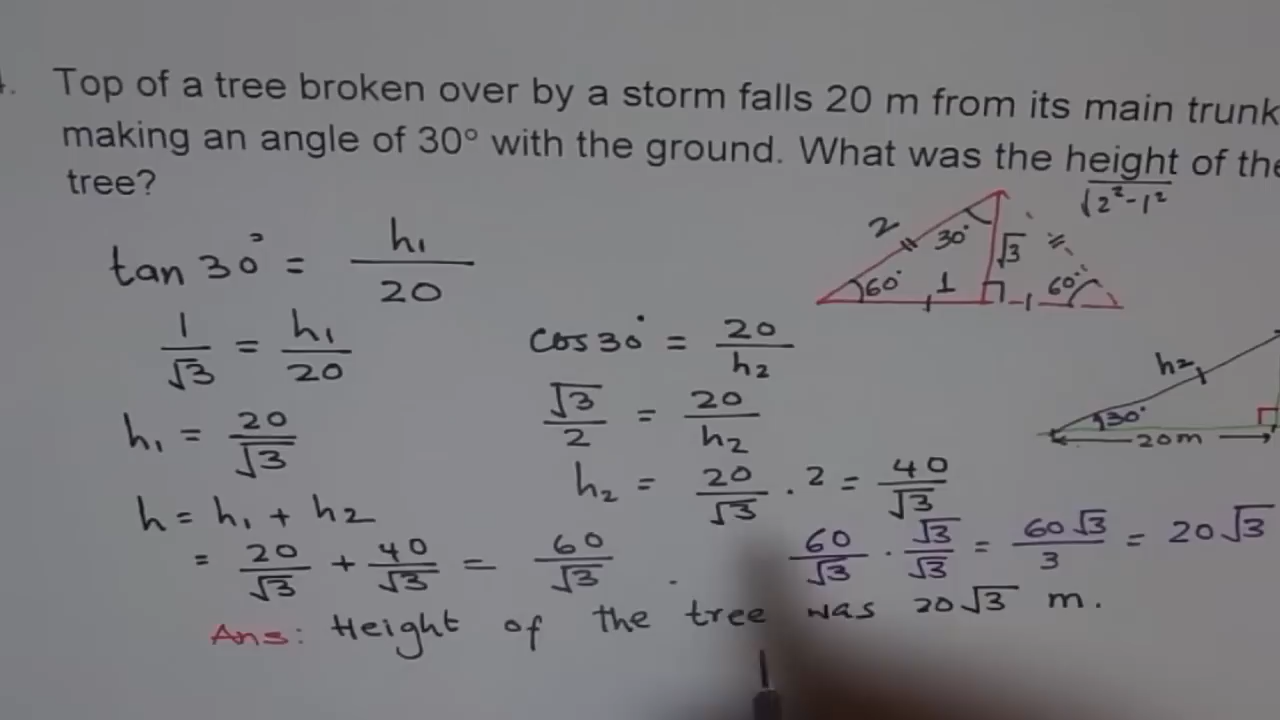 4. Top of a tree broken over by a storm falls 20 m from its main trunk
making an angle of 30° with the ground. What was the height of the
tree?
√2²-1²
2 30° √3
60° 1 60°
tan 30° = h₁/20
1/√3 = h₁/20
cos 30° = 20/h₂
h₂
30°
20m
√3/2 = 20/h₂
h₁ = 20/√3
h₂ = 20/√3 . 2 = 40/√3
h = h₁ + h₂
= 20/√3 + 40/√3 = 60/√3 .
60/√3 . √3/√3 = 60√3/3 = 20√3
Ans: Height of the tree was 20√3 m.